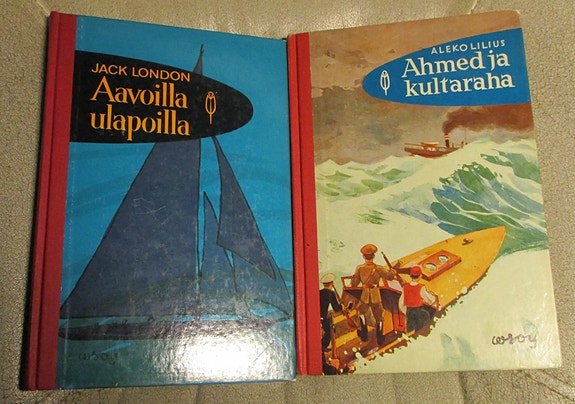 JACK LONDON
Aavoilla
ulapoilla
wsoy
ALEKO LILIUS
Ahmed ja
kultaraha
wsoy